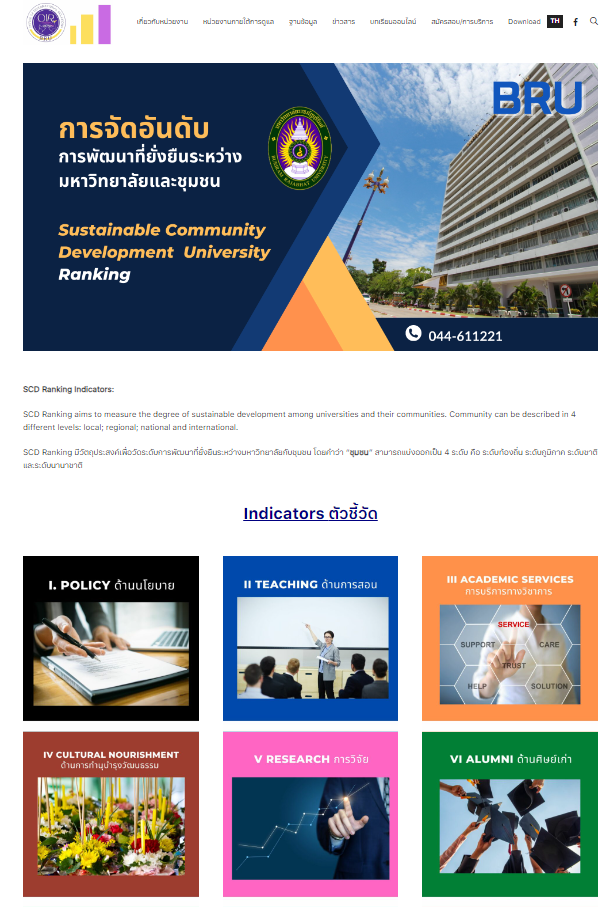 OIR
BRU
เกี่ยวกับหน่วยงาน หน่วยงานภายใต้การดูแล ฐานข้อมูล ข่าวสาร บทเรียนออนไลน์ สมัครสอบ/การบริการ Download TH
BRU
การจัดอันดับ
การพัฒนาที่ยั่งยืนระหว่าง
มหาวิทยาลัยและชุมชน
Sustainable Community
Development University
Ranking
044-611221
SCD Ranking Indicators:
SCD Ranking aims to measure the degree of sustainable development among universities and their communities. Community can be described in 4
different levels: local; regional; national and international.
SCD Ranking มีวัตถุประสงค์เพื่อวัดระดับการพัฒนาที่ยั่งยืนระหว่างมหาวิทยาลัยกับชุมชน โดยคำว่า “ชุมชน” สามารถแบ่งออกเป็น 4 ระดับ คือ ระดับท้องถิ่น ระดับภูมิภาค ระดับชาติ
และระดับนานาชาติ
Indicators ตัวชี้วัด
I. POLICY ด้านนโยบาย
II TEACHING ด้านการสอน
III ACADEMIC SERVICES
การบริการทางวิชาการ
SERVICE
SUPPORT CARE
TRUST
HELP SOLUTION
IV CULTURAL NOURISHMENT
ด้านการทำนุบำรุงวัฒนธรรม
V RESEARCH การวิจัย
VI ALUMNI ด้านศิษย์เก่า